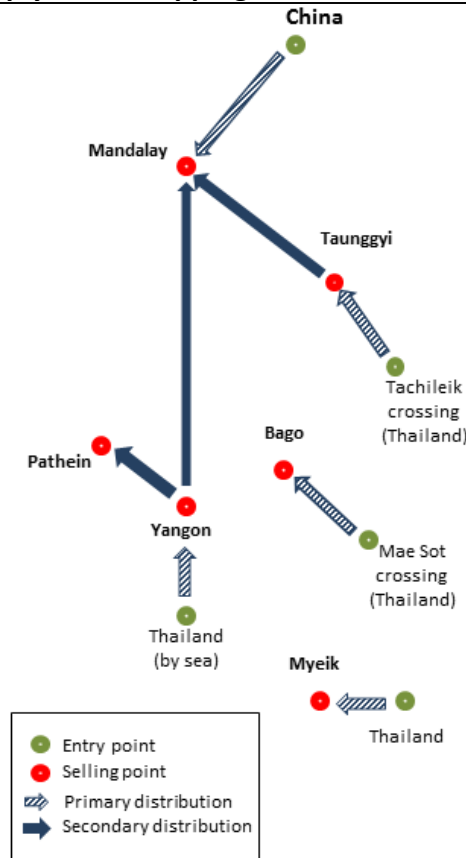 China
Mandalay
Taunggyi
Tachileik
crossing
(Thailand)
Bago
Pathein
Yangon
Mae Sot
crossing
(Thailand)
Thailand
(by sea)
Myeik
Thailand
Entry point
Selling point
Primary distribution
Secondary distribution